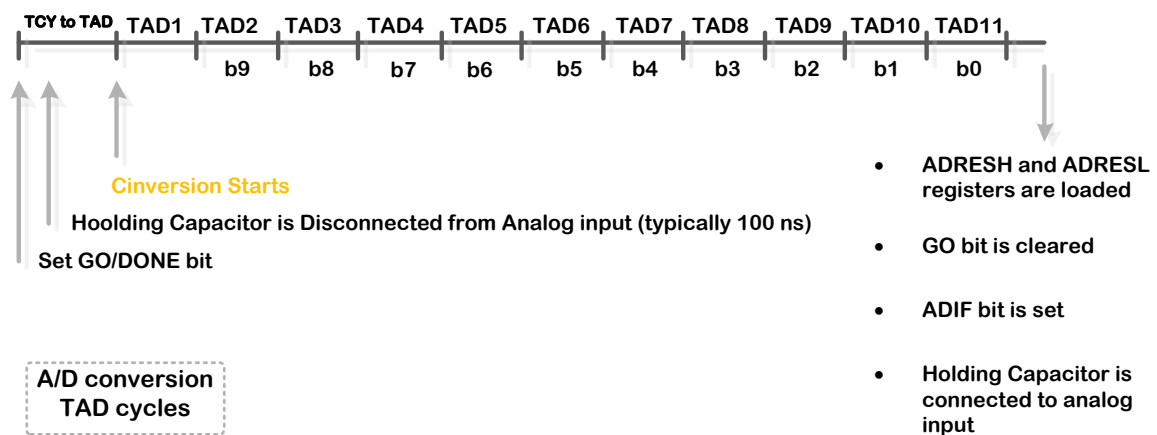 TCY to TAD TAD1 TAD2 TAD3 TAD4 TAD5 TAD6 TAD7 TAD8 TAD9 TAD10 TAD11
b9 b8 b7 b6 b5 b4 b3 b2 b1 b0
Cinversion Starts
Hoolding Capacitor is Disconnected from Analog input (typically 100 ns)
Set GO/DONE bit
• ADRESH and ADRESL
registers are loaded
• GO bit is cleared
• ADIF bit is set
• Holding Capacitor is
connected to analog
input
A/D conversion
TAD cycles